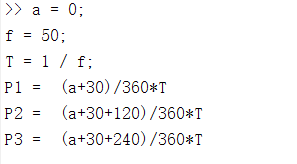 >> a = 0;
f = 50;
T = 1 / f;
P1 =  (a+30)/360*T
P2 =  (a+30+120)/360*T
P3 =  (a+30+240)/360*T